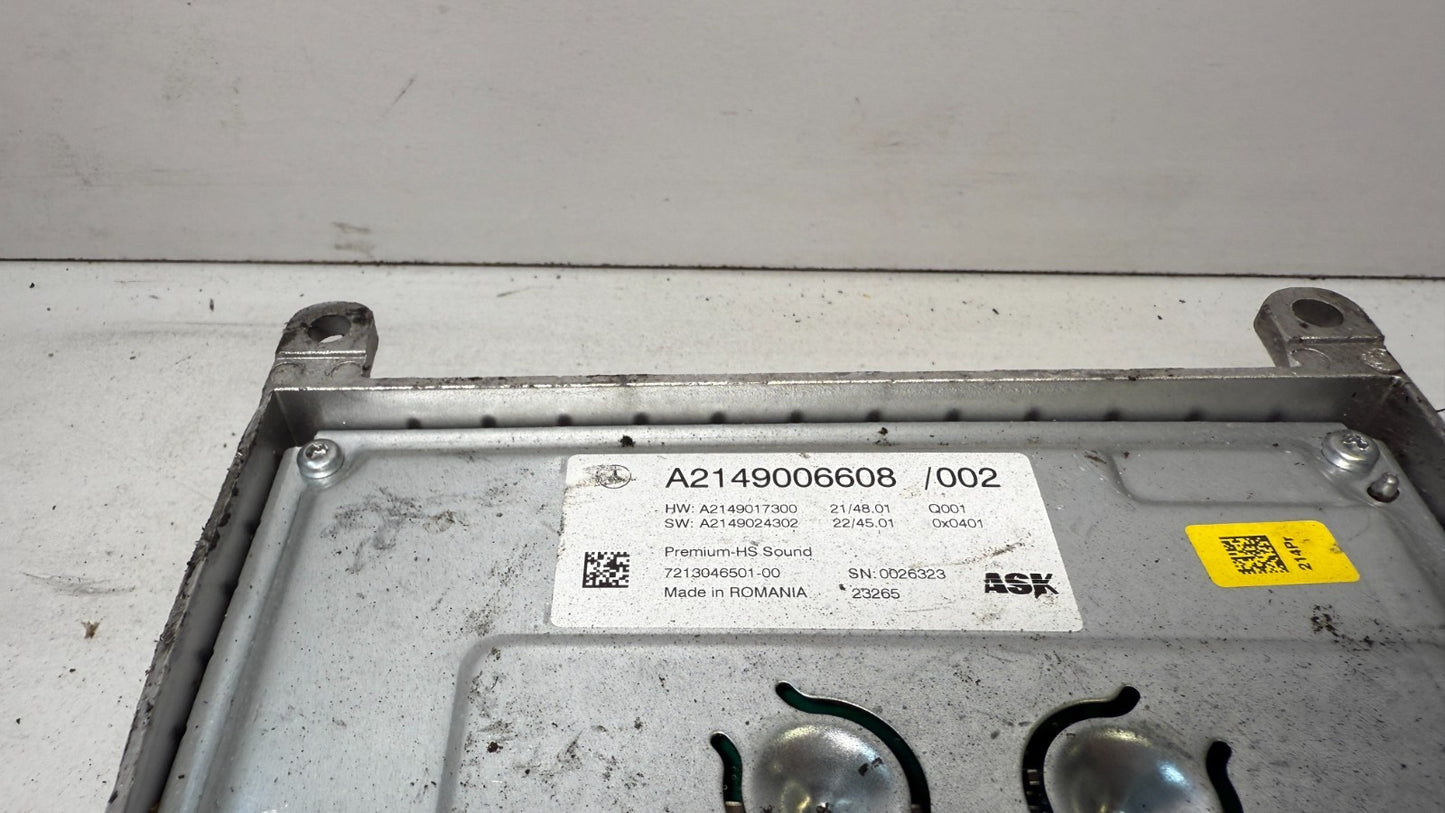 A2149006608 /002
HW: A2149017300 21/48.01 Q001
SW: A2149024302 22/45.01 0x0401
Premium-HS Sound
7213046501-00 SN: 0026323
Made in ROMANIA 23265
ASK